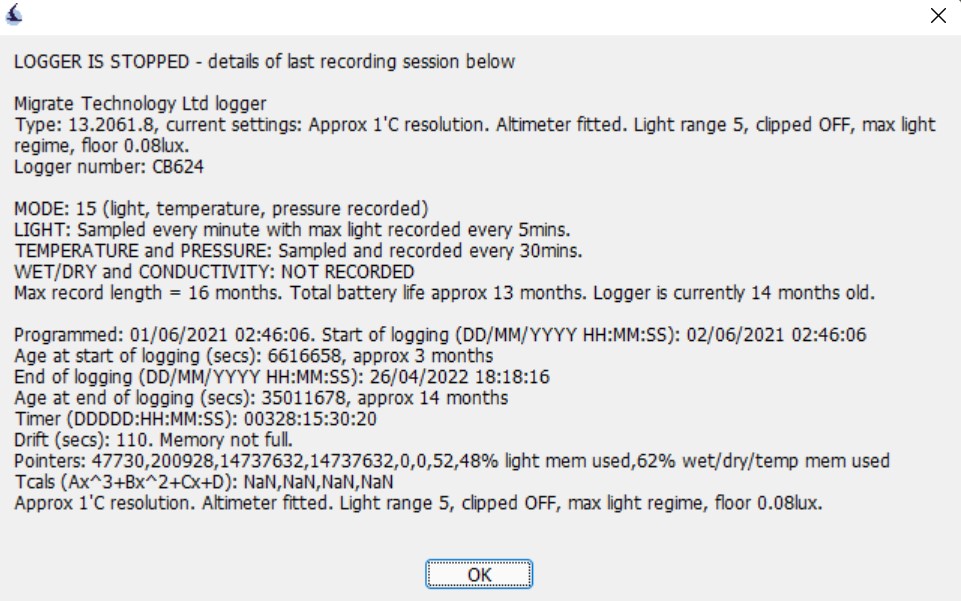 LOGGER IS STOPPED - details of last recording session below
Migrate Technology Ltd logger
Type: 13.2061.8, current settings: Approx 1'C resolution. Altimeter fitted. Light range 5, clipped OFF, max light
regime, floor 0.08lux.
Logger number: CB624
MODE: 15 (light, temperature, pressure recorded)
LIGHT: Sampled every minute with max light recorded every 5mins.
TEMPERATURE and PRESSURE: Sampled and recorded every 30mins.
WET/DRY and CONDUCTIVITY: NOT RECORDED
Max record length = 16 months. Total battery life approx 13 months. Logger is currently 14 months old.
Programmed: 01/06/2021 02:46:06. Start of logging (DD/MM/YYYY HH:MM:SS): 02/06/2021 02:46:06
Age at start of logging (secs): 6616658, approx 3 months
End of logging (DD/MM/YYYY HH:MM:SS): 26/04/2022 18:18:16
Age at end of logging (secs): 35011678, approx 14 months
Timer (DDDDD:HH:MM:SS): 00328:15:30:20
Drift (secs): 110. Memory not full.
Pointers: 47730,200928,14737632,14737632,0,0,52,48% light mem used,62% wet/dry/temp mem used
Tcals (Ax^3+Bx^2+Cx+D): NaN,NaN,NaN,NaN
Approx 1'C resolution. Altimeter fitted. Light range 5, clipped OFF, max light regime, floor 0.08lux.
OK